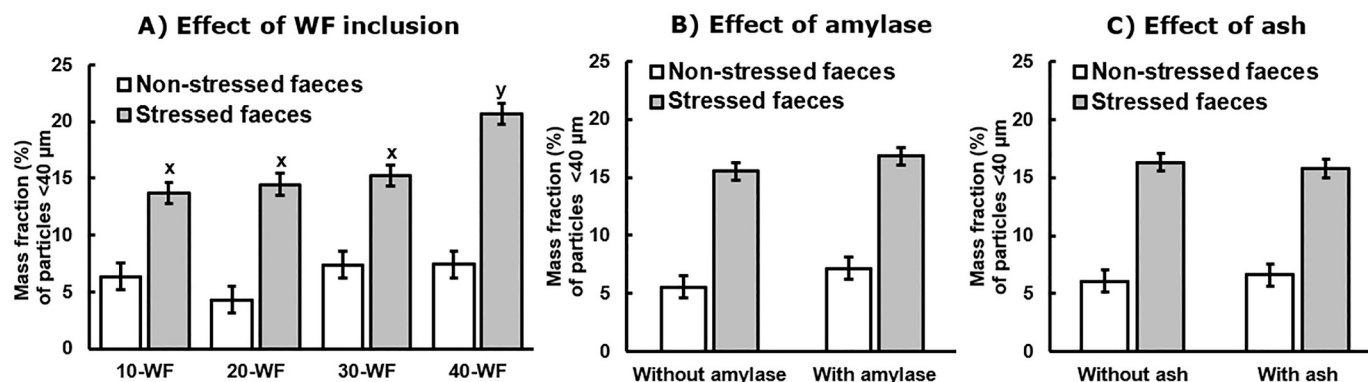 A) Effect of WF inclusion
Mass fraction (%)
of particles <40 µm
25
20
15
10
5
0
Non-stressed faeces
Stressed faeces
x
x
x
y
10-WF
20-WF
30-WF
40-WF
B) Effect of amylase
Mass fraction (%)
of particles <40 µm
25
20
15
10
5
0
Non-stressed faeces
Stressed faeces
Without amylase
With amylase
C) Effect of ash
Mass fraction (%)
of particles <40 µm
25
20
15
10
5
0
Non-stressed faeces
Stressed faeces
Without ash
With ash